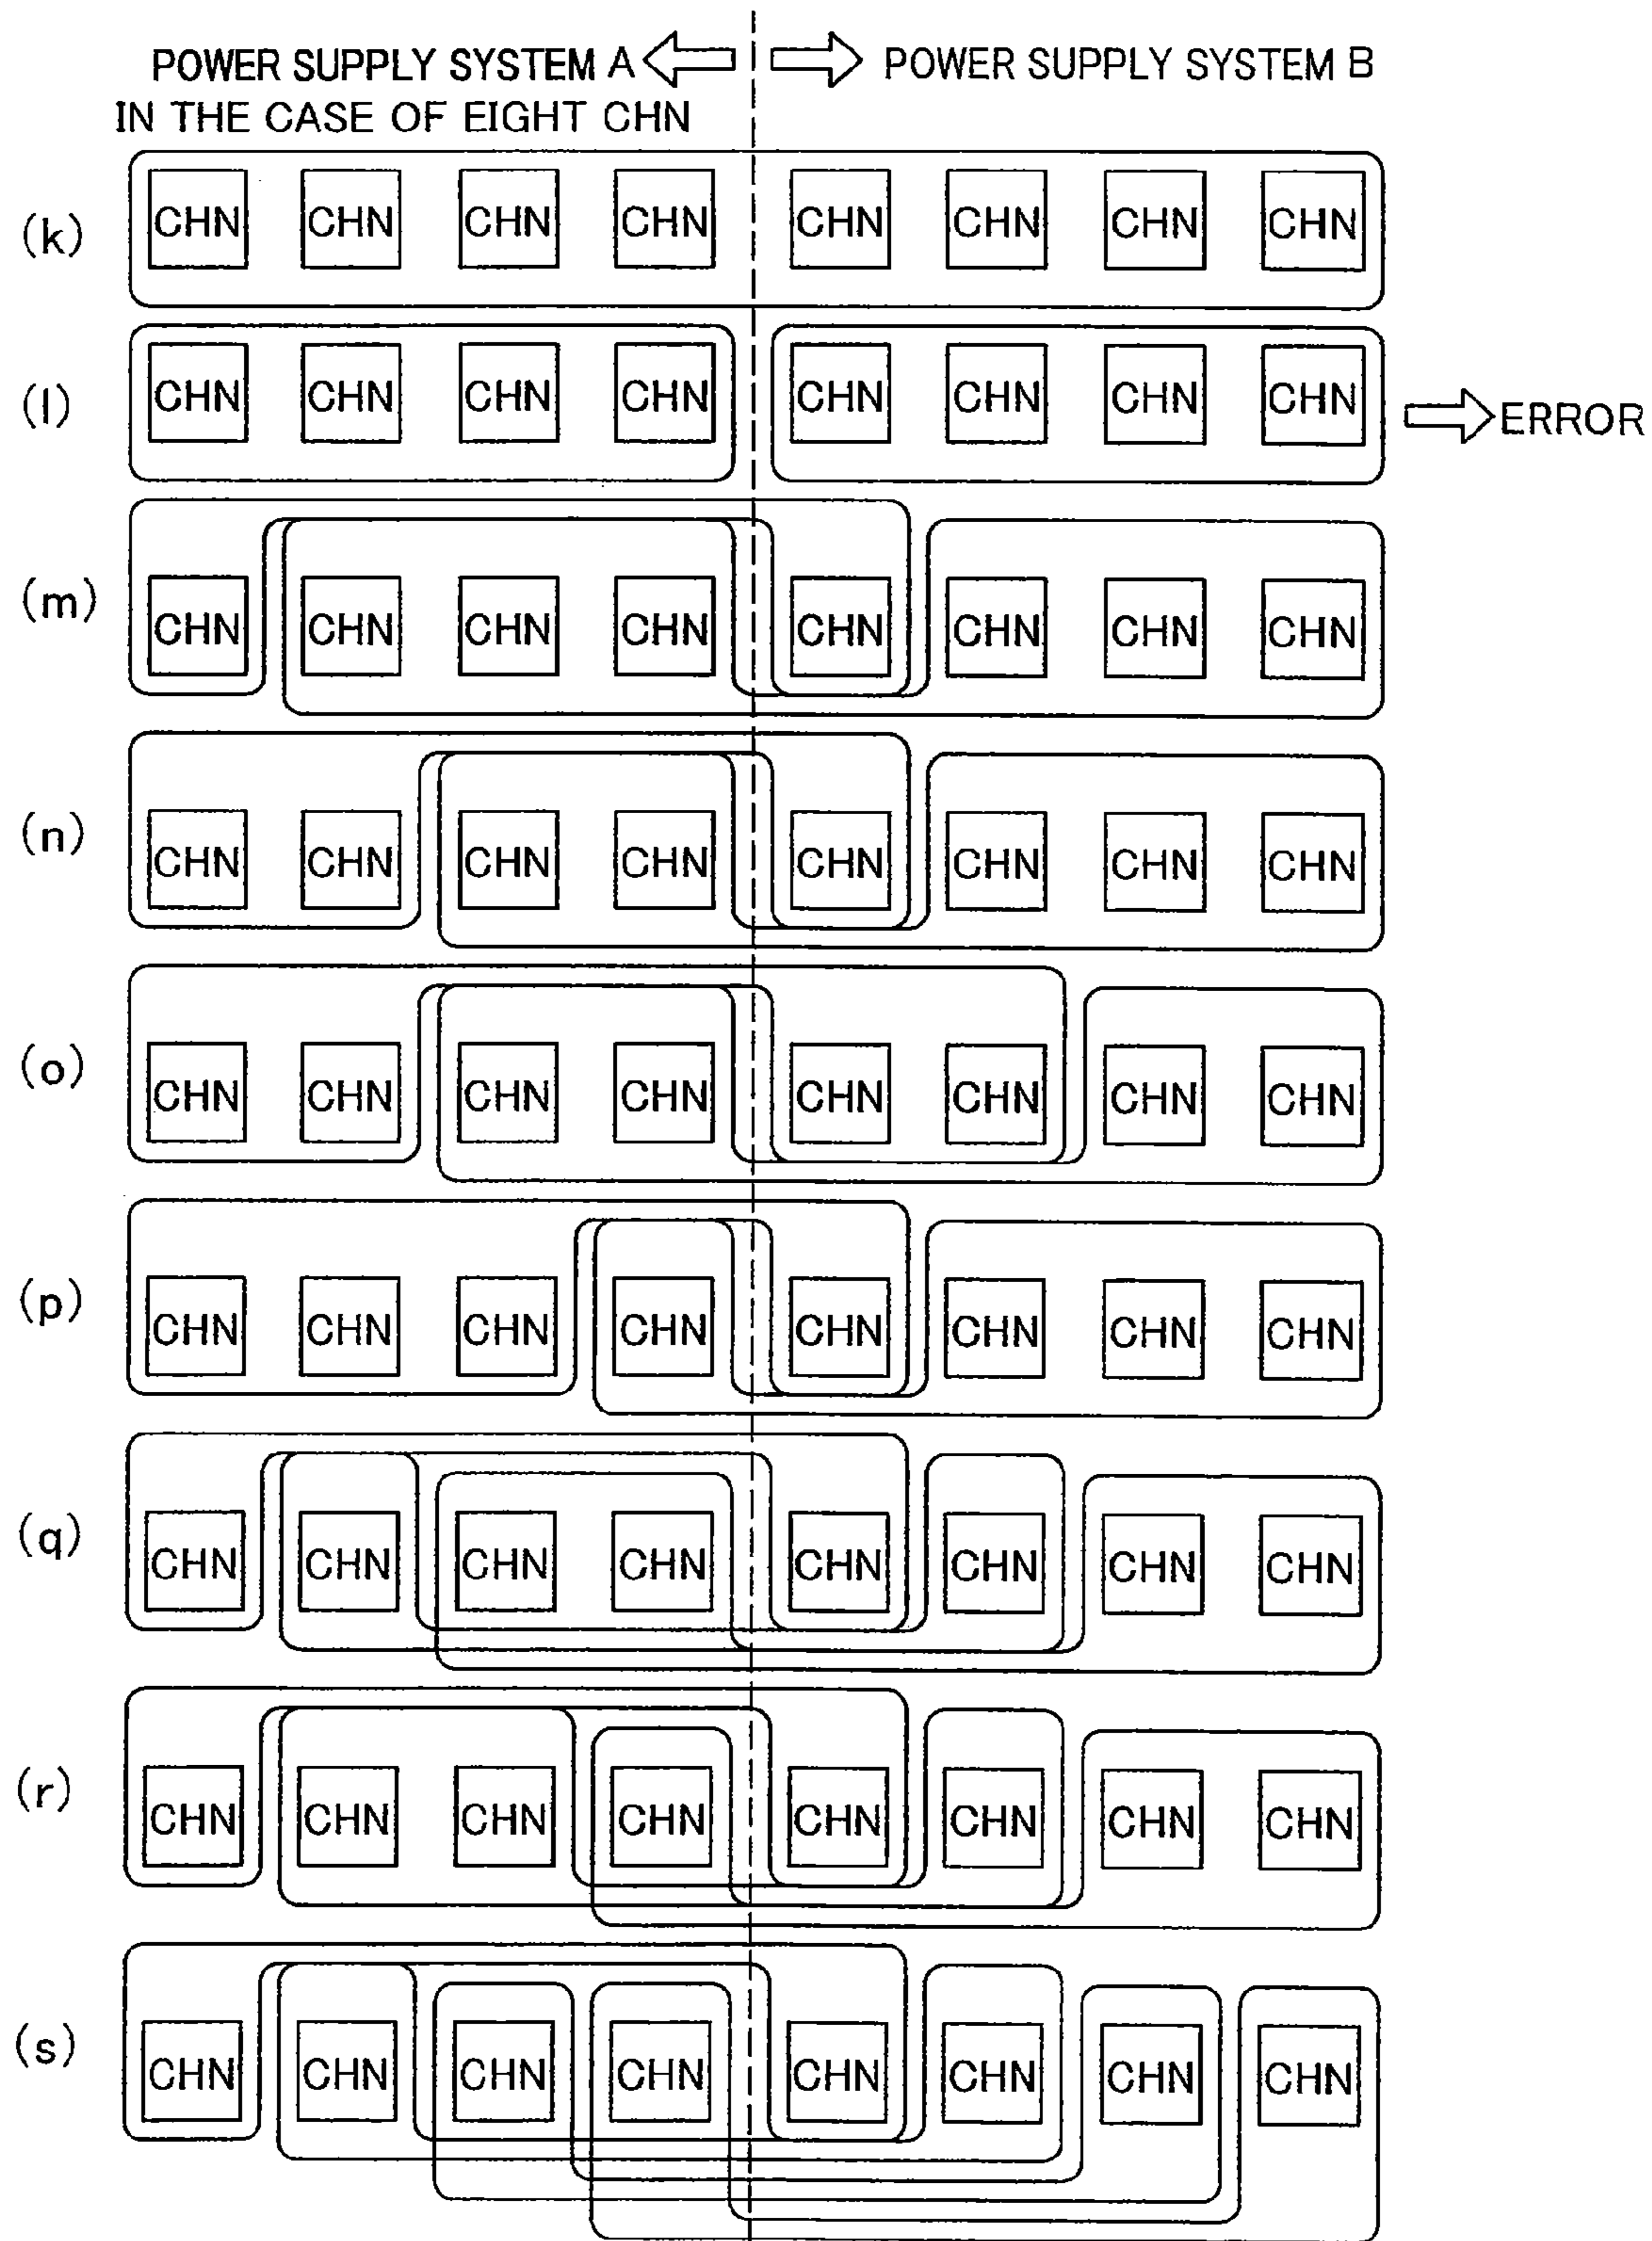 POWER SUPPLY SYSTEM A
POWER SUPPLY SYSTEM B
IN THE CASE OF EIGHT CHN
(k) CHN CHN CHN CHN CHN CHN CHN CHN
(l) CHN CHN CHN CHN CHN CHN CHN CHN ERROR
(m) CHN CHN CHN CHN CHN CHN CHN CHN
(n) CHN CHN CHN CHN CHN CHN CHN CHN
(o) CHN CHN CHN CHN CHN CHN CHN CHN
(p) CHN CHN CHN CHN CHN CHN CHN CHN
(q) CHN CHN CHN CHN CHN CHN CHN CHN
(r) CHN CHN CHN CHN CHN CHN CHN CHN
(s) CHN CHN CHN CHN CHN CHN CHN CHN